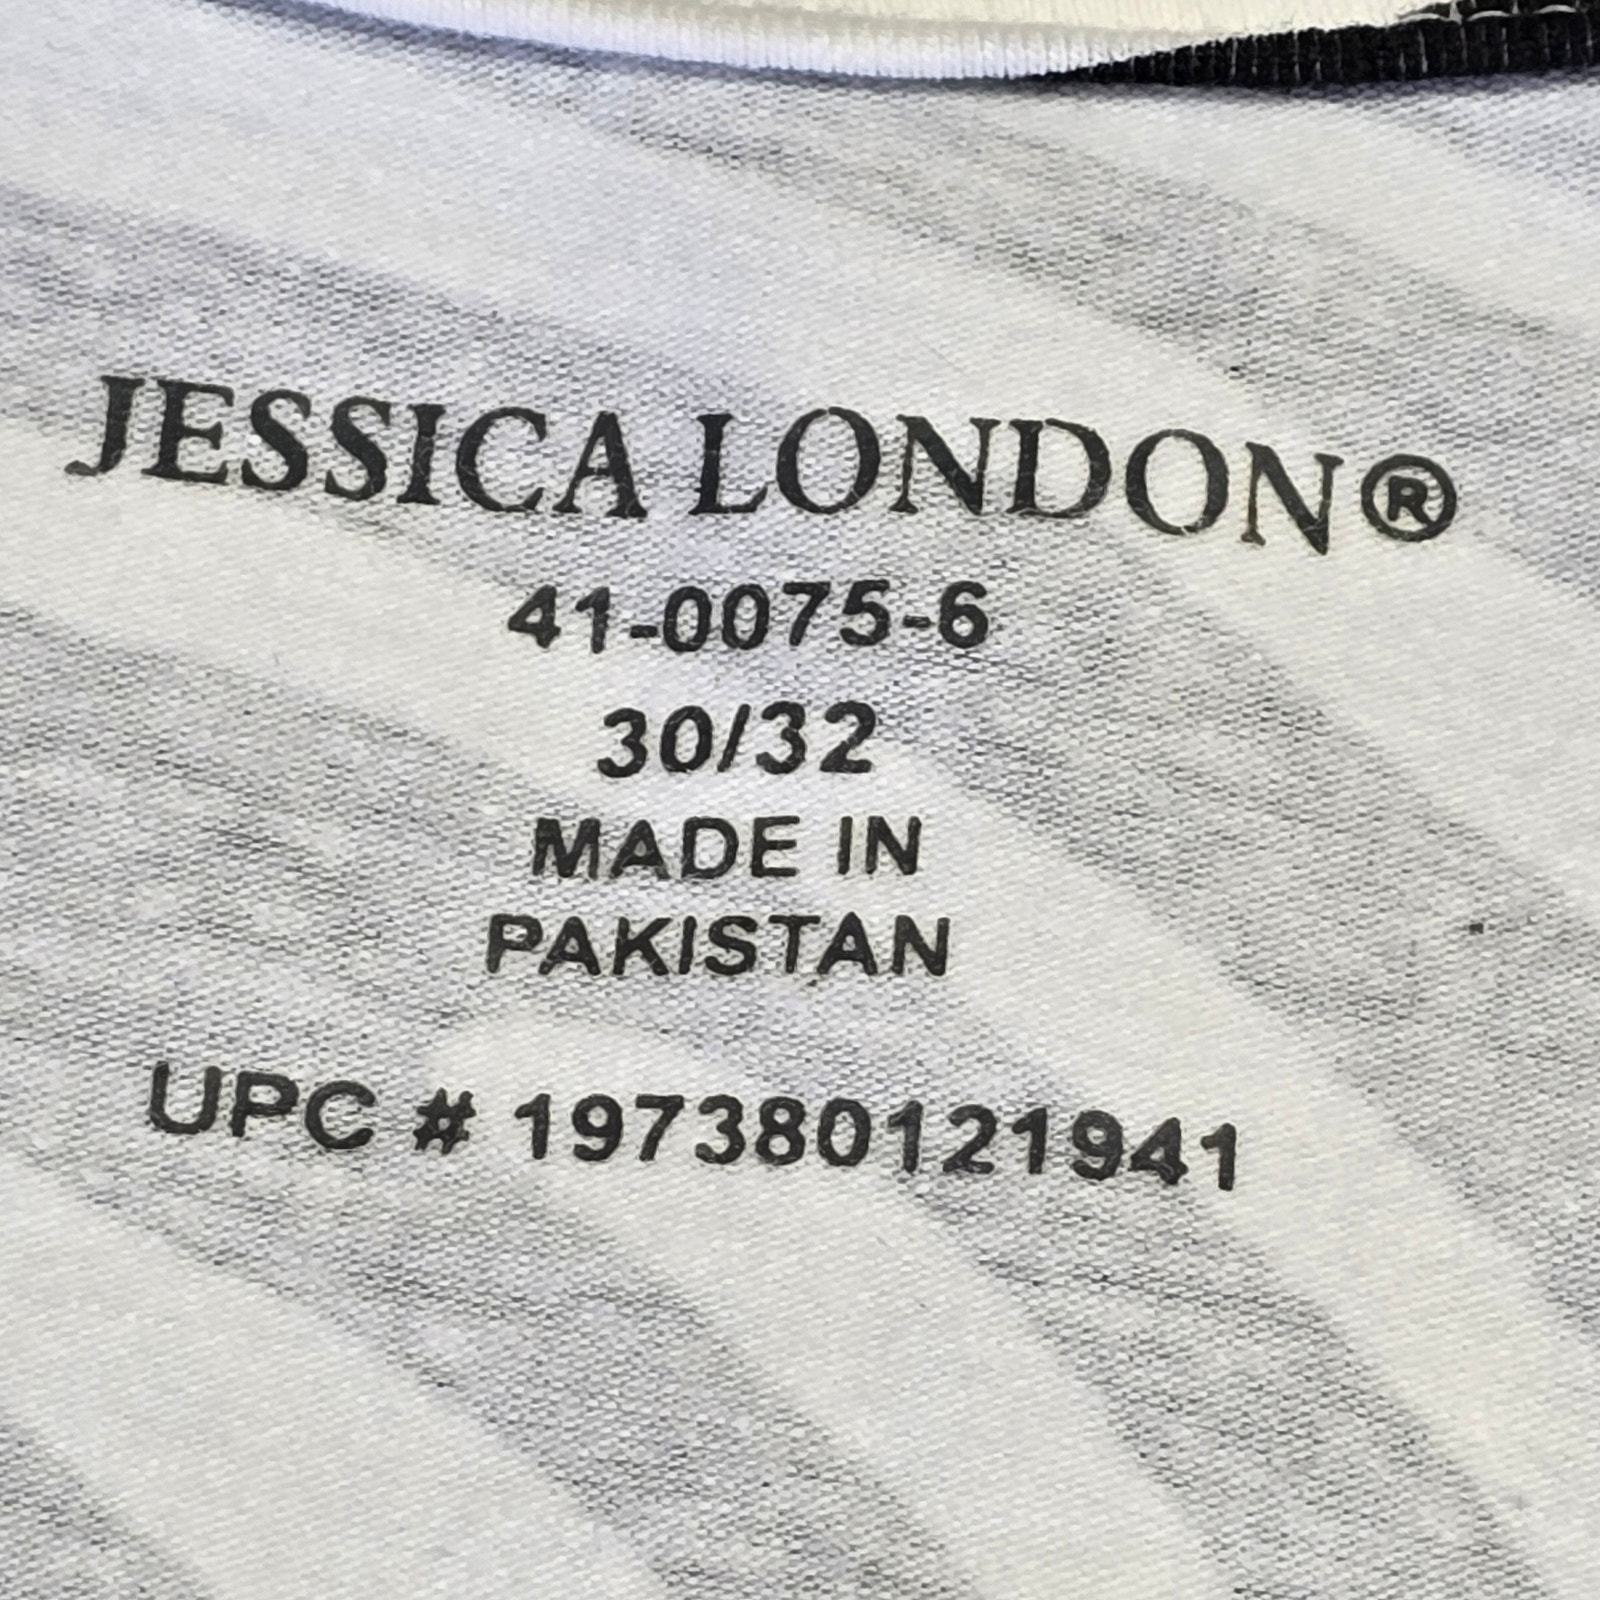 JESSICA LONDON®
41-0075-6
30/32
MADE IN
PAKISTAN
UPC # 197380121941